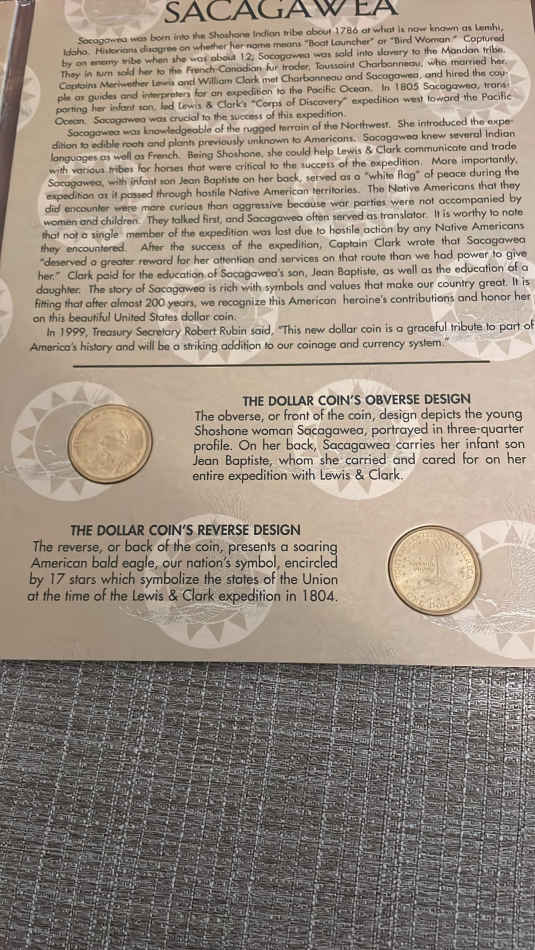 SACAGAWEA
Sacagawea was born into the Shoshone Indian tribe about 1786 at what is now known as Lemhi,
Idaho. Historians disagree on whether her name means "Boat Launcher" or "Bird Woman." Captured
by an enemy tribe when she was about 12, Sacagawea was sold into slavery to the Mandan tribe.
They in turn sold her to the French-Canadian fur trader, Toussaint Charbonneau, who married her.
Captains Meriwether Lewis and William Clark met Charbonneau and Sacagawea, and hired the cou-
ple as guides and interpreters for an expedition to the Pacific Ocean. In 1805 Sacagawea, trans-
porting her infant son, led Lewis & Clark's "Corps of Discovery" expedition west toward the Pacific
Ocean. Sacagawea was crucial to the success of this expedition.
Sacagawea was knowledgeable of the rugged terrain of the Northwest. She introduced the expe-
dition to edible roots and plants previously unknown to Americans. Sacagawea knew several Indian
languages as well as French. Being Shoshone, she could help Lewis & Clark communicate and trade
with various tribes for horses that were critical to the success of the expedition. More importantly,
Sacagawea, with infant son Jean Baptiste on her back, served as a "white flag" of peace during the
expedition as it passed through hostile Native American territories. The Native Americans that they
did encounter were more curious than aggressive because war parties were not accompanied by
women and children. They talked first, and Sacagawea often served as translator. It is worthy to note
that not a single member of the expedition was lost due to hostile action by any Native Americans
they encountered. After the success of the expedition, Captain Clark wrote that Sacagawea
"deserved a greater reward for her attention and services on that route than we had power to give
her." Clark paid for the education of Sacagawea's son, Jean Baptiste, as well as the education of a
daughter. The story of Sacagawea is rich with symbols and values that make our country great. It is
fitting that after almost 200 years, we recognize this American heroine's contributions and honor her
on this beautiful United States dollar coin.
In 1999, Treasury Secretary Robert Rubin said, "This new dollar coin is a graceful tribute to part of
America's history and will be a striking addition to our coinage and currency system."
THE DOLLAR COIN'S OBVERSE DESIGN
The obverse, or front of the coin, design depicts the young
Shoshone woman Sacagawea, portrayed in three-quarter
profile. On her back, Sacagawea carries her infant son
Jean Baptiste, whom she carried and cared for on her
entire expedition with Lewis & Clark.
THE DOLLAR COIN'S REVERSE DESIGN
The reverse, or back of the coin, presents a soaring
American bald eagle, our nation's symbol, encircled
by 17 stars which symbolize the states of the Union
at the time of the Lewis & Clark expedition in 1804.